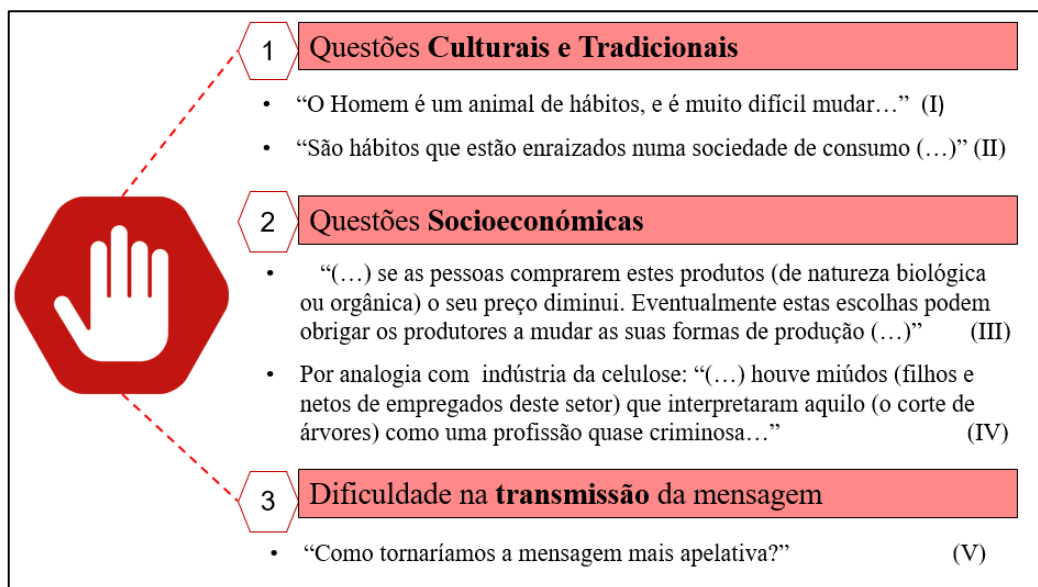 1 Questões Culturais e Tradicionais
• “O Homem é um animal de hábitos, e é muito difícil mudar…” (I)
• “São hábitos que estão enraizados numa sociedade de consumo (…)” (II)
2 Questões Socioeconómicas
• “(…) se as pessoas comprarem estes produtos (de natureza biológica
ou orgânica) o seu preço diminui. Eventualmente estas escolhas podem
obrigar os produtores a mudar as suas formas de produção (…)” (III)
• Por analogia com indústria da celulose: “(…) houve miúdos (filhos e
netos de empregados deste setor) que interpretaram aquilo (o corte de
árvores) como uma profissão quase criminosa…” (IV)
3 Dificuldade na transmissão da mensagem
• “Como tornaríamos a mensagem mais apelativa?” (V)